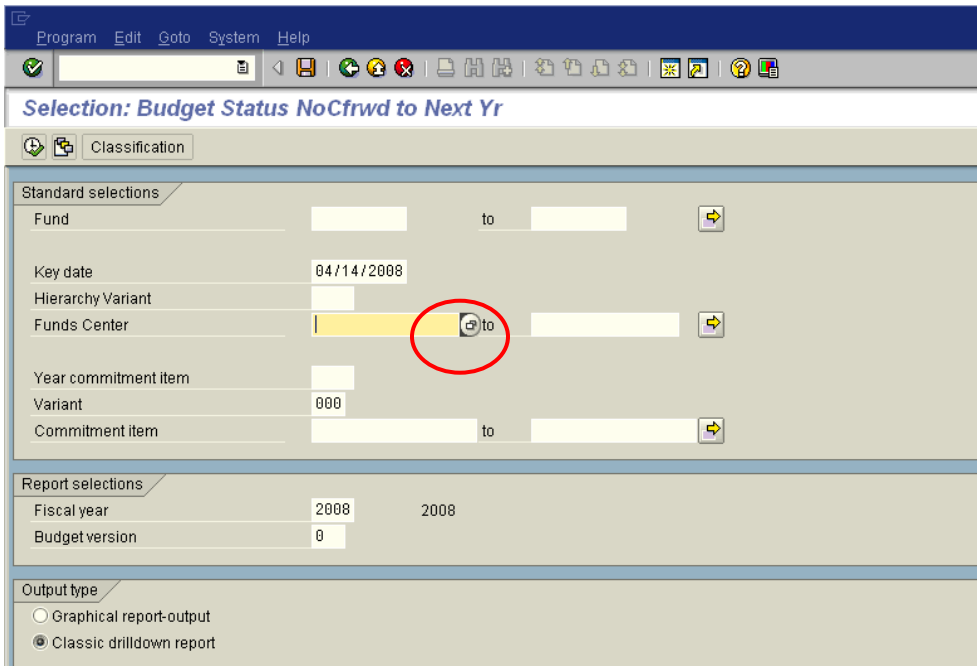 Program Edit Goto System Help
Selection: Budget Status NoCfrwd to Next Yr
Classification
Standard selections
Fund to
Key date 04/14/2008
Hierarchy Variant
Funds Center to
Year commitment item
Variant 000
Commitment item to
Report selections
Fiscal year 2008 2008
Budget version 0
Output type
Graphical report-output
Classic drilldown report